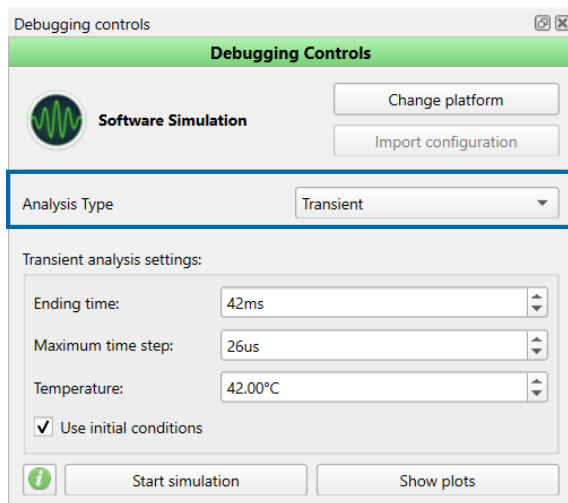 Debugging controls
Debugging Controls
Software Simulation
Change platform
Import configuration
Analysis Type Transient
Transient analysis settings:
Ending time: 42ms
Maximum time step: 26us
Temperature: 42.00°C
Use initial conditions
Start simulation Show plots